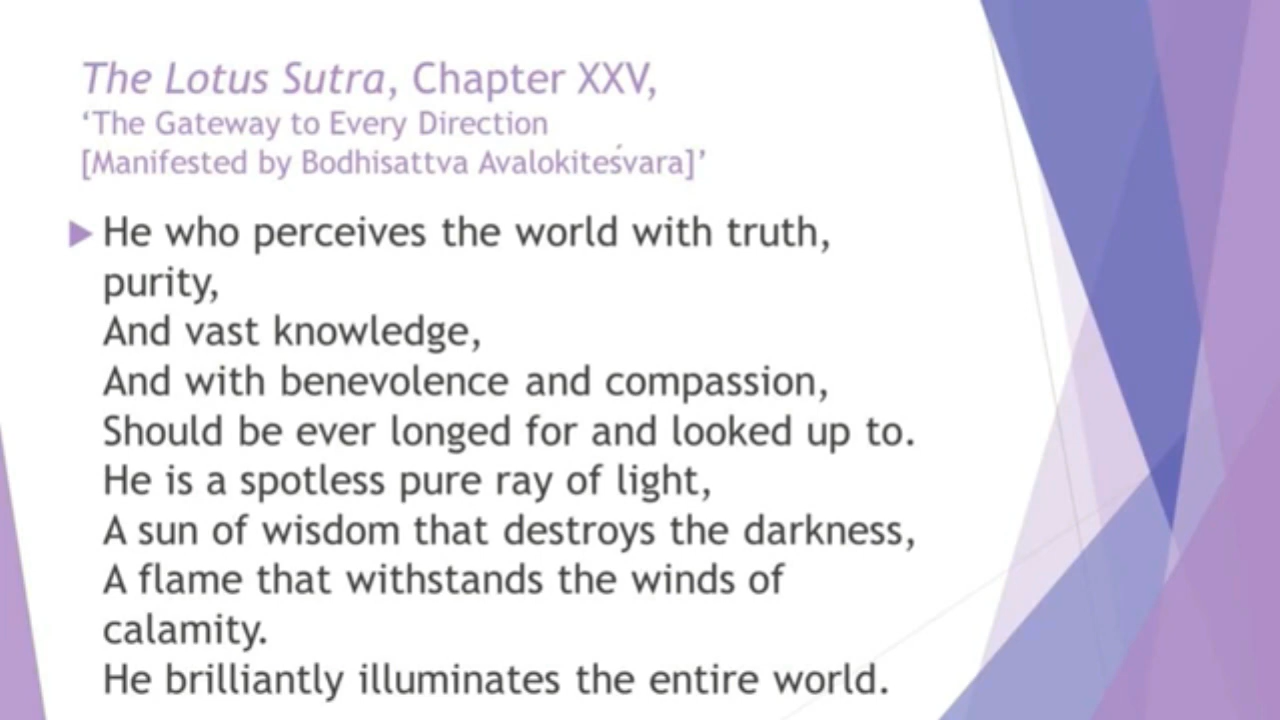 The Lotus Sutra, Chapter XXV,
‘The Gateway to Every Direction
[Manifested by Bodhisattva Avalokiteśvara]’
He who perceives the world with truth,
purity,
And vast knowledge,
And with benevolence and compassion,
Should be ever longed for and looked up to.
He is a spotless pure ray of light,
A sun of wisdom that destroys the darkness,
A flame that withstands the winds of
calamity.
He brilliantly illuminates the entire world.